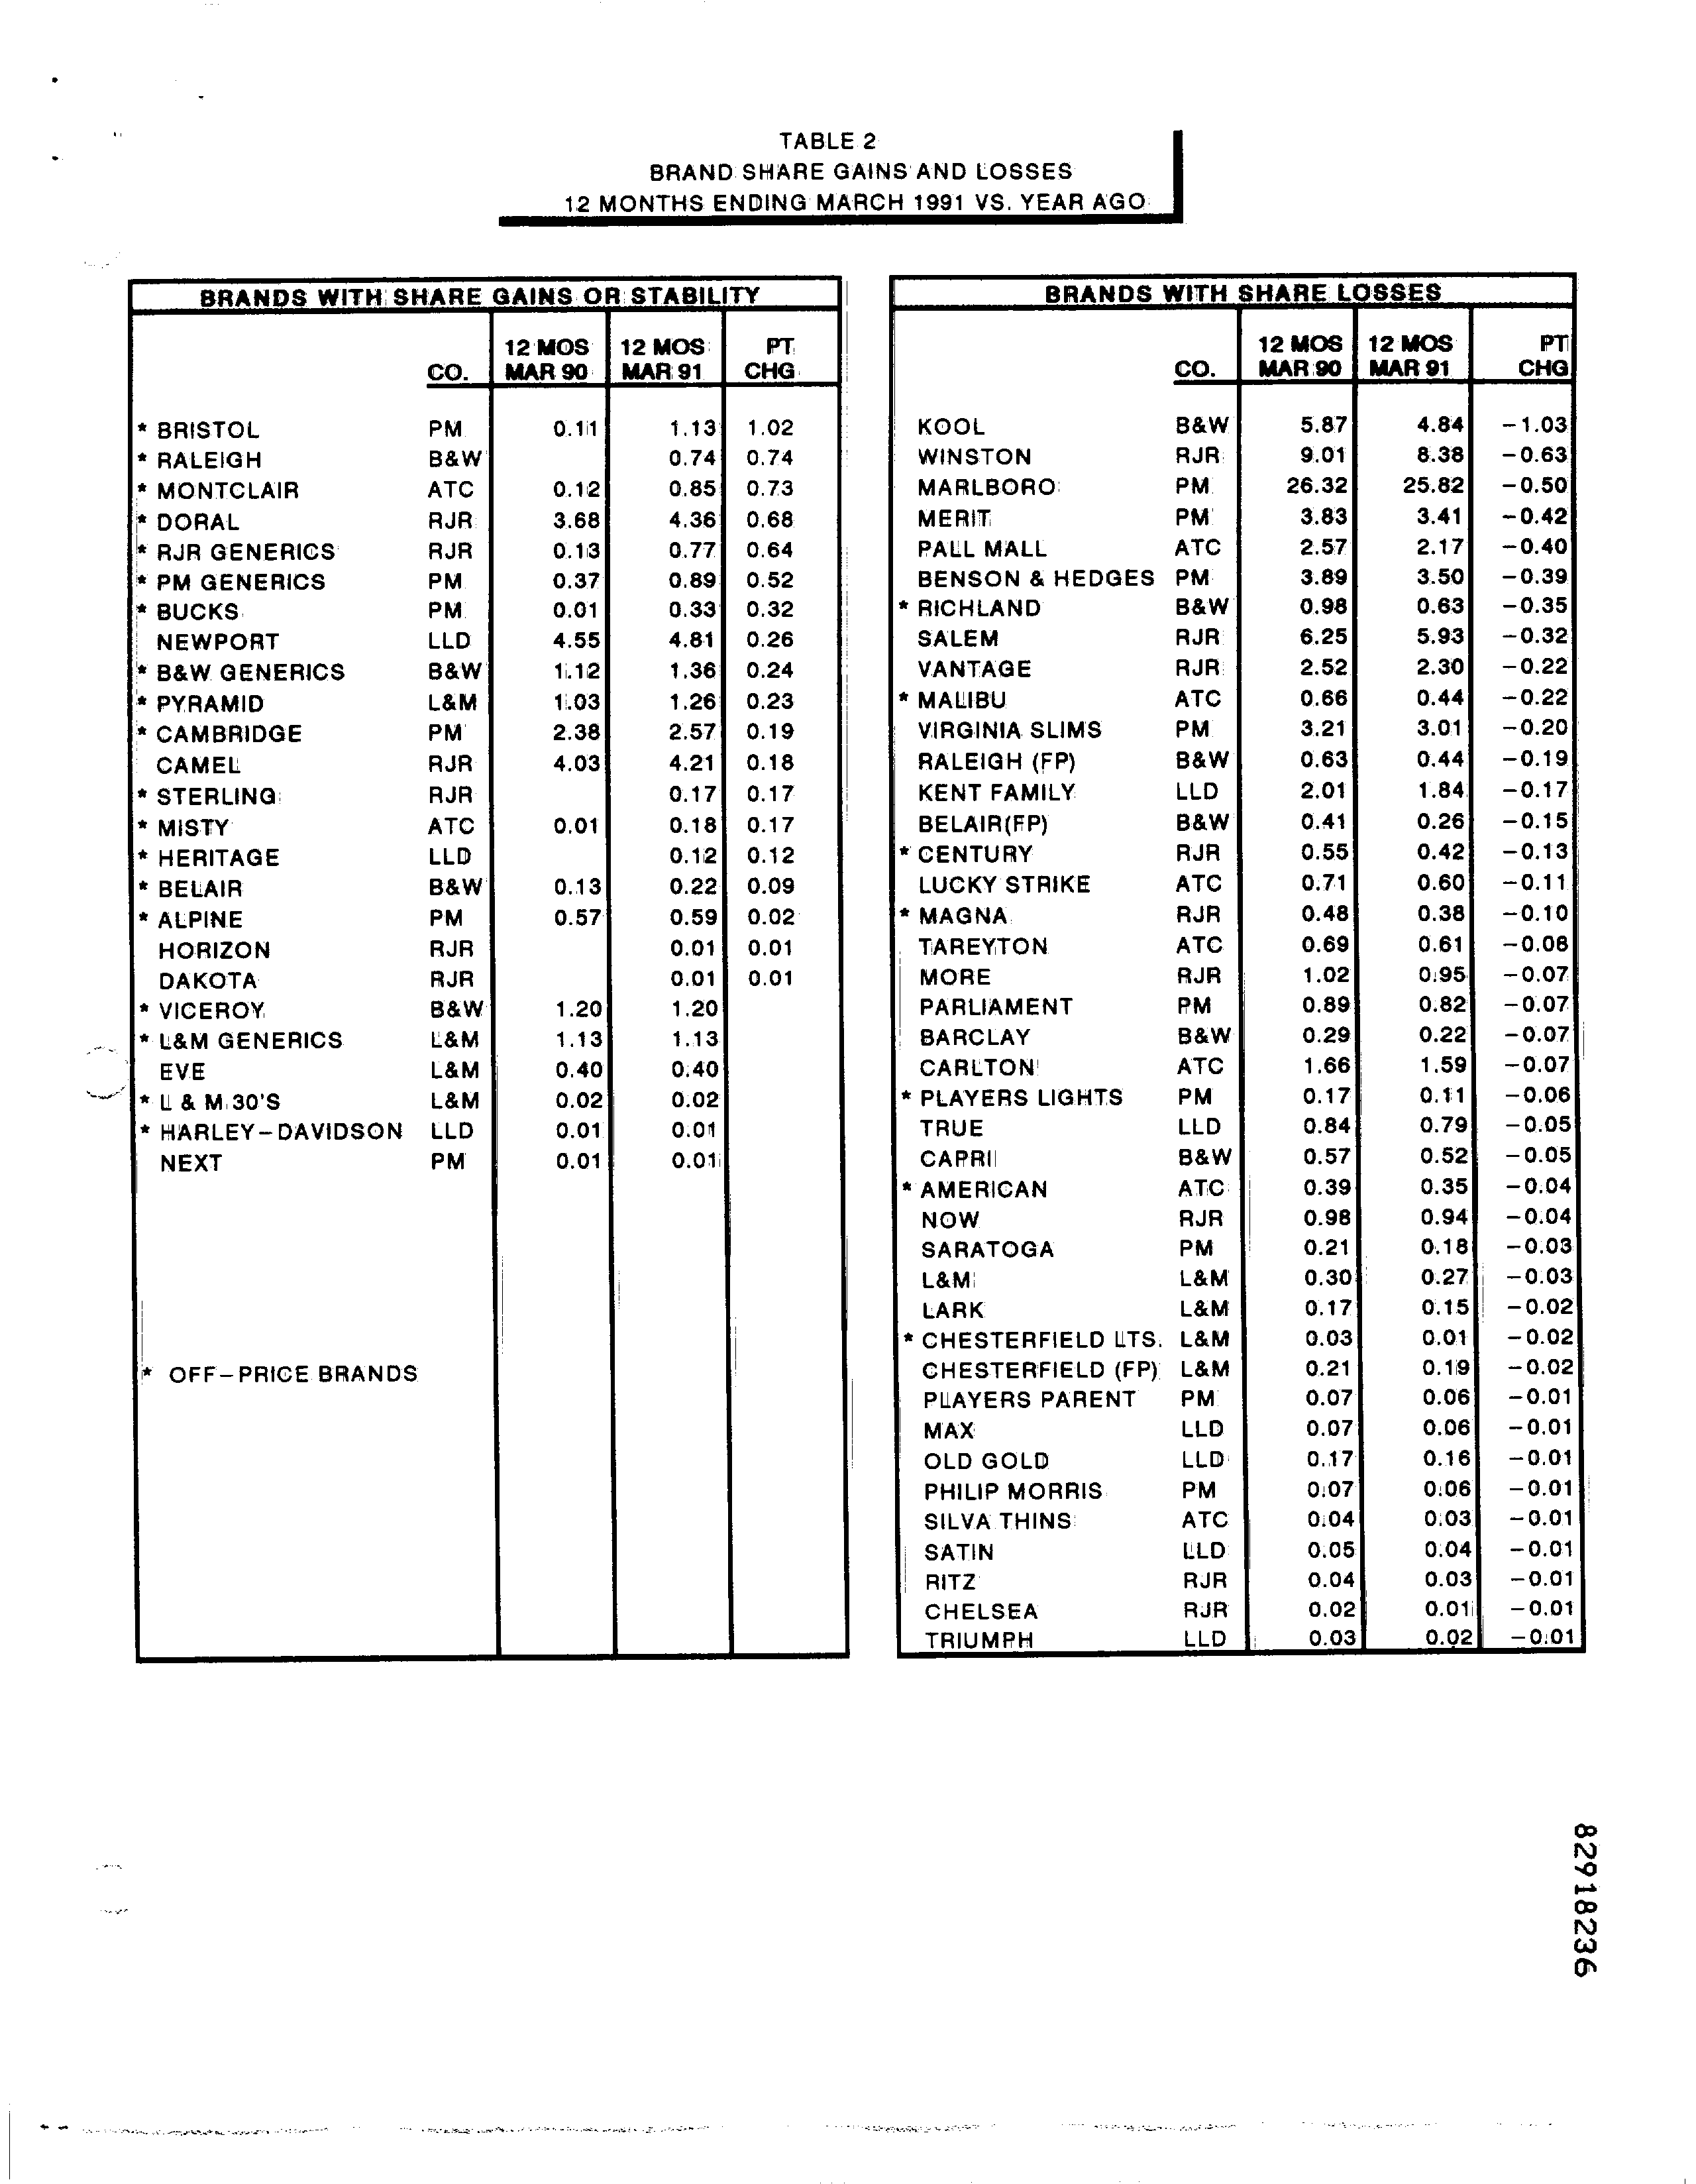 TABLE 2
BRAND SHARE GAINS AND LOSSES
12 MONTHS ENDING MARCH 1991 VS. YEAR AGO
BRANDS WITH SHARE GAINS OR STABILITY
12 MOS 12 MOS PT
CO. MAR 90 MAR 91 CHG
* BRISTOL PM 0.11 1.13 1.02
* RALEIGH B&W 0.74 0.74
* MONTCLAIR ATC 0.12 0.85 0.73
* DORAL RJR 3.68 4.36 0.68
* RJR GENERICS RJR 0.13 0.77 0.64
* PM GENERICS PM 0.37 0.89 0.52
* BUCKS PM 0.01 0.33 0.32
NEWPORT LLD 4.55 4.81 0.26
* B&W GENERICS B&W 1.12 1.36 0.24
* PYRAMID L&M 1.03 1.26 0.23
* CAMBRIDGE PM 2.38 2.57 0.19
CAMEL RJR 4.03 4.21 0.18
* STERLING RJR 0.17 0.17
* MISTY ATC 0.01 0.18 0.17
* HERITAGE LLD 0.12 0.12
* BELAIR B&W 0.13 0.22 0.09
* ALPINE PM 0.57 0.59 0.02
HORIZON RJR 0.01 0.01
DAKOTA RJR 0.01 0.01
* VICEROY B&W 1.20 1.20
* L&M GENERICS L&M 1.13 1.13
EVE L&M 0.40 0.40
* L & M 30'S L&M 0.02 0.02
* HARLEY-DAVIDSON LLD 0.01 0.01
NEXT PM 0.01 0.01
* OFF-PRICE BRANDS
BRANDS WITH SHARE LOSSES
12 MOS 12 MOS PT
CO. MAR 90 MAR 91 CHG
KOOL B&W 5.87 4.84 -1.03
WINSTON RJR 9.01 8.38 -0.63
MARLBORO PM 26.32 25.82 -0.50
MERIT PM 3.83 3.41 -0.42
PALL MALL ATC 2.57 2.17 -0.40
BENSON & HEDGES PM 3.89 3.50 -0.39
* RICHLAND B&W 0.98 0.63 -0.35
SALEM RJR 6.25 5.93 -0.32
VANTAGE RJR 2.52 2.30 -0.22
* MALIBU ATC 0.66 0.44 -0.22
VIRGINIA SLIMS PM 3.21 3.01 -0.20
RALEIGH (FP) B&W 0.63 0.44 -0.19
KENT FAMILY LLD 2.01 1.84 -0.17
BELAIR(FP) B&W 0.41 0.26 -0.15
* CENTURY RJR 0.55 0.42 -0.13
LUCKY STRIKE ATC 0.71 0.60 -0.11
* MAGNA RJR 0.48 0.38 -0.10
TAREYTON ATC 0.69 0.61 -0.08
MORE RJR 1.02 0.95 -0.07
PARLIAMENT PM 0.89 0.82 -0.07
BARCLAY B&W 0.29 0.22 -0.07
CARLTON ATC 1.66 1.59 -0.07
* PLAYERS LIGHTS PM 0.17 0.11 -0.06
TRUE LLD 0.84 0.79 -0.05
CAPRI B&W 0.57 0.52 -0.05
* AMERICAN ATC 0.39 0.35 -0.04
NOW RJR 0.98 0.94 -0.04
SARATOGA PM 0.21 0.18 -0.03
L&M L&M 0.30 0.27 -0.03
LARK L&M 0.17 0.15 -0.02
* CHESTERFIELD LTS. L&M 0.03 0.01 -0.02
CHESTERFIELD (FP) L&M 0.21 0.19 -0.02
PLAYERS PARENT PM 0.07 0.06 -0.01
MAX LLD 0.07 0.06 -0.01
OLD GOLD LLD 0.17 0.16 -0.01
PHILIP MORRIS PM 0.07 0.06 -0.01
SILVA THINS ATC 0.04 0.03 -0.01
SATIN LLD 0.05 0.04 -0.01
RITZ RJR 0.04 0.03 -0.01
CHELSEA RJR 0.02 0.01 -0.01
TRIUMPH LLD 0.03 0.02 -0.01
82918236